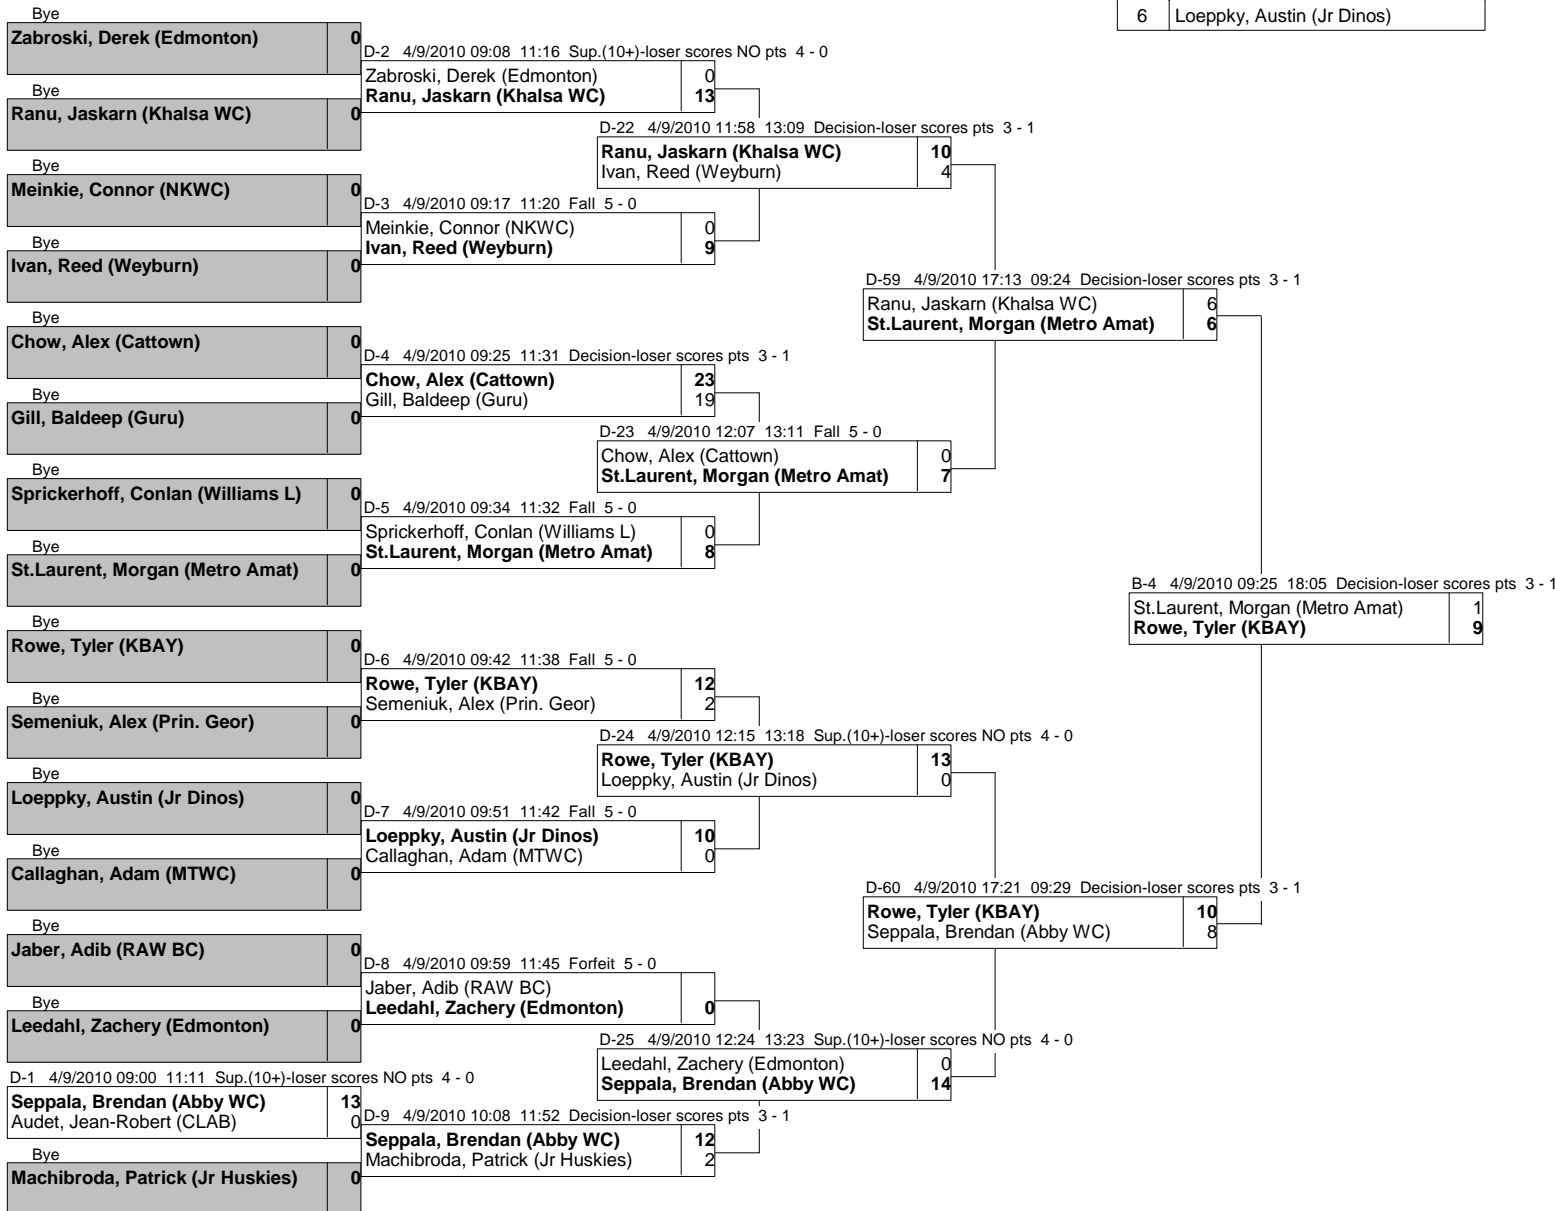 6 Loeppky, Austin (Jr Dinos)
Bye
Zabroski, Derek (Edmonton) 0
Bye
Ranu, Jaskarn (Khalsa WC) 0
Bye
Meinkie, Connor (NKWC) 0
Bye
Ivan, Reed (Weyburn) 0
Bye
Chow, Alex (Cattown) 0
Bye
Gill, Baldeep (Guru) 0
Bye
Sprickerhoff, Conlan (Williams L) 0
Bye
St.Laurent, Morgan (Metro Amat) 0
Bye
Rowe, Tyler (KBAY) 0
Bye
Semeniuk, Alex (Prin. Geor) 0
Bye
Loeppky, Austin (Jr Dinos) 0
Bye
Callaghan, Adam (MTWC) 0
Bye
Jaber, Adib (RAW BC) 0
Bye
Leedahl, Zachery (Edmonton) 0
D-1 4/9/2010 09:00 11:11 Sup.(10+)-loser scores NO pts 4 - 0
Seppala, Brendan (Abby WC) 13
Audet, Jean-Robert (CLAB) 0
Bye
Machibroda, Patrick (Jr Huskies) 0
D-2 4/9/2010 09:08 11:16 Sup.(10+)-loser scores NO pts 4 - 0
Zabroski, Derek (Edmonton) 0
Ranu, Jaskarn (Khalsa WC) 13
D-3 4/9/2010 09:17 11:20 Fall 5 - 0
Meinkie, Connor (NKWC) 0
Ivan, Reed (Weyburn) 9
D-4 4/9/2010 09:25 11:31 Decision-loser scores pts 3 - 1
Chow, Alex (Cattown) 23
Gill, Baldeep (Guru) 19
D-5 4/9/2010 09:34 11:32 Fall 5 - 0
Sprickerhoff, Conlan (Williams L) 0
St.Laurent, Morgan (Metro Amat) 8
D-6 4/9/2010 09:42 11:38 Fall 5 - 0
Rowe, Tyler (KBAY) 12
Semeniuk, Alex (Prin. Geor) 2
D-7 4/9/2010 09:51 11:42 Fall 5 - 0
Loeppky, Austin (Jr Dinos) 10
Callaghan, Adam (MTWC) 0
D-8 4/9/2010 09:59 11:45 Forfeit 5 - 0
Jaber, Adib (RAW BC)
Leedahl, Zachery (Edmonton) 0
D-9 4/9/2010 10:08 11:52 Decision-loser scores pts 3 - 1
Seppala, Brendan (Abby WC) 12
Machibroda, Patrick (Jr Huskies) 2
D-22 4/9/2010 11:58 13:09 Decision-loser scores pts 3 - 1
Ranu, Jaskarn (Khalsa WC) 10
Ivan, Reed (Weyburn) 4
D-23 4/9/2010 12:07 13:11 Fall 5 - 0
Chow, Alex (Cattown) 0
St.Laurent, Morgan (Metro Amat) 7
D-24 4/9/2010 12:15 13:18 Sup.(10+)-loser scores NO pts 4 - 0
Rowe, Tyler (KBAY) 13
Loeppky, Austin (Jr Dinos) 0
D-25 4/9/2010 12:24 13:23 Sup.(10+)-loser scores NO pts 4 - 0
Leedahl, Zachery (Edmonton) 0
Seppala, Brendan (Abby WC) 14
D-59 4/9/2010 17:13 09:24 Decision-loser scores pts 3 - 1
Ranu, Jaskarn (Khalsa WC) 6
St.Laurent, Morgan (Metro Amat) 6
D-60 4/9/2010 17:21 09:29 Decision-loser scores pts 3 - 1
Rowe, Tyler (KBAY) 10
Seppala, Brendan (Abby WC) 8
B-4 4/9/2010 09:25 18:05 Decision-loser scores pts 3 - 1
St.Laurent, Morgan (Metro Amat) 1
Rowe, Tyler (KBAY) 9